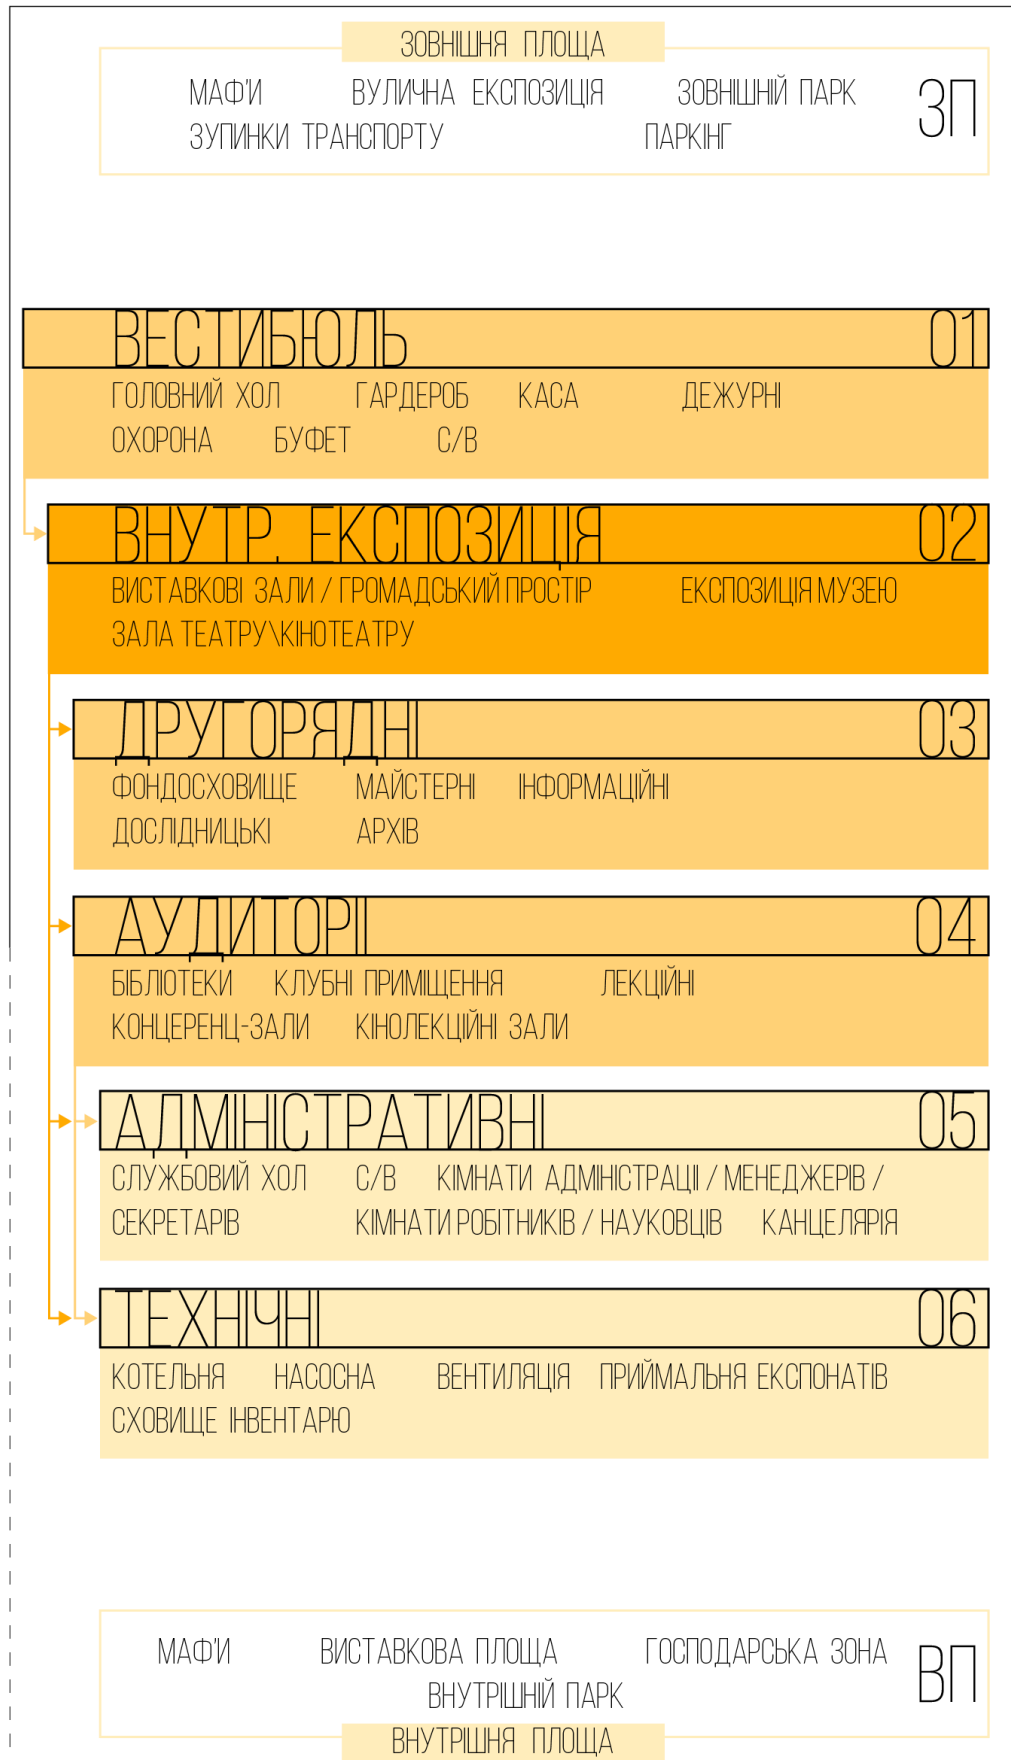 ЗОВНІШНЯ ПЛОЩА
МАФ'И ВУЛИЧНА ЕКСПОЗИЦІЯ ЗОВНІШНІЙ ПАРК
ЗУПИНКИ ТРАНСПОРТУ ПАРКІНГ
ЗП
ВЕСТИБЮЛЬ 01
ГОЛОВНИЙ ХОЛ ГАРДЕРОБ КАСА ДЕЖУРНІ
ОХОРОНА БУФЕТ С/В
ВНУТР. ЕКСПОЗИЦІЯ 02
ВИСТАВКОВІ ЗАЛИ / ГРОМАДСЬКИЙ ПРОСТІР ЕКСПОЗИЦІЯ МУЗЕЮ
ЗАЛА ТЕАТРУ\КІНОТЕАТРУ
ДРУГОРЯДНІ 03
ФОНДОСХОВИЩЕ МАЙСТЕРНІ ІНФОРМАЦІЙНІ
ДОСЛІДНИЦЬКІ АРХІВ
АУДИТОРІЇ 04
БІБЛІОТЕКИ КЛУБНІ ПРИМІЩЕННЯ ЛЕКЦІЙНІ
КОНЦЕРЕНЦ-ЗАЛИ КІНОЛЕКЦІЙНІ ЗАЛИ
АДМІНІСТРАТИВНІ 05
СЛУЖБОВИЙ ХОЛ С/В КІМНАТИ АДМІНІСТРАЦІЇ / МЕНЕДЖЕРІВ /
СЕКРЕТАРІВ КІМНАТИ РОБІТНИКІВ / НАУКОВЦІВ КАНЦЕЛЯРІЯ
ТЕХНІЧНІ 06
КОТЕЛЬНЯ НАСОСНА ВЕНТИЛЯЦІЯ ПРИЙМАЛЬНЯ ЕКСПОНАТІВ
СХОВИЩЕ ІНВЕНТАРЮ
МАФ'И ВИСТАВКОВА ПЛОЩА ГОСПОДАРСЬКА ЗОНА
ВНУТРІШНІЙ ПАРК
ВП
ВНУТРІШНЯ ПЛОЩА